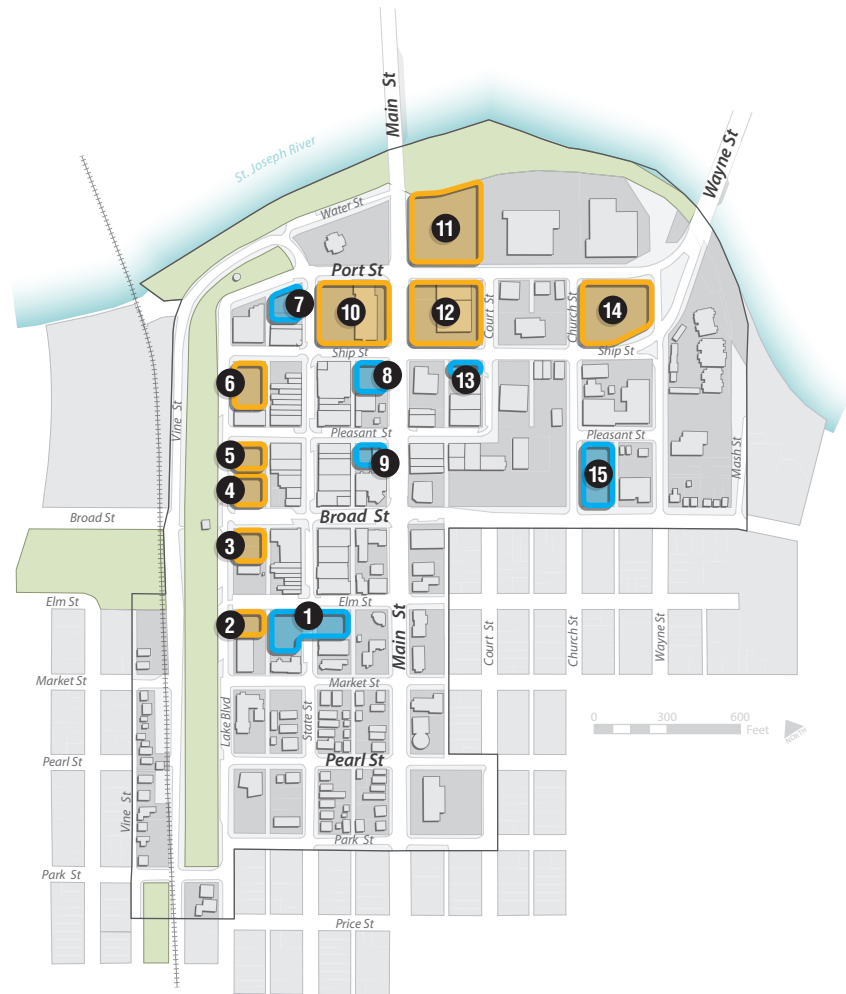 Main St
Wayne St
St. Joseph River
Water St
11
Port St
7
10
12
Court St
Church St
14
Ship St
Ship St
6
8
13
Vine St
Pleasant St
Pleasant St
5
9
Mash St
4
15
Broad St
Broad St
3
Elm St
Elm St
2
1
Main St
Court St
Church St
Wayne St
Market St
Market St
Lake Blvd
State St
0 300 600
Feet
NORTH
Pearl St
Pearl St
Vine St
Park St
Park St
Price St